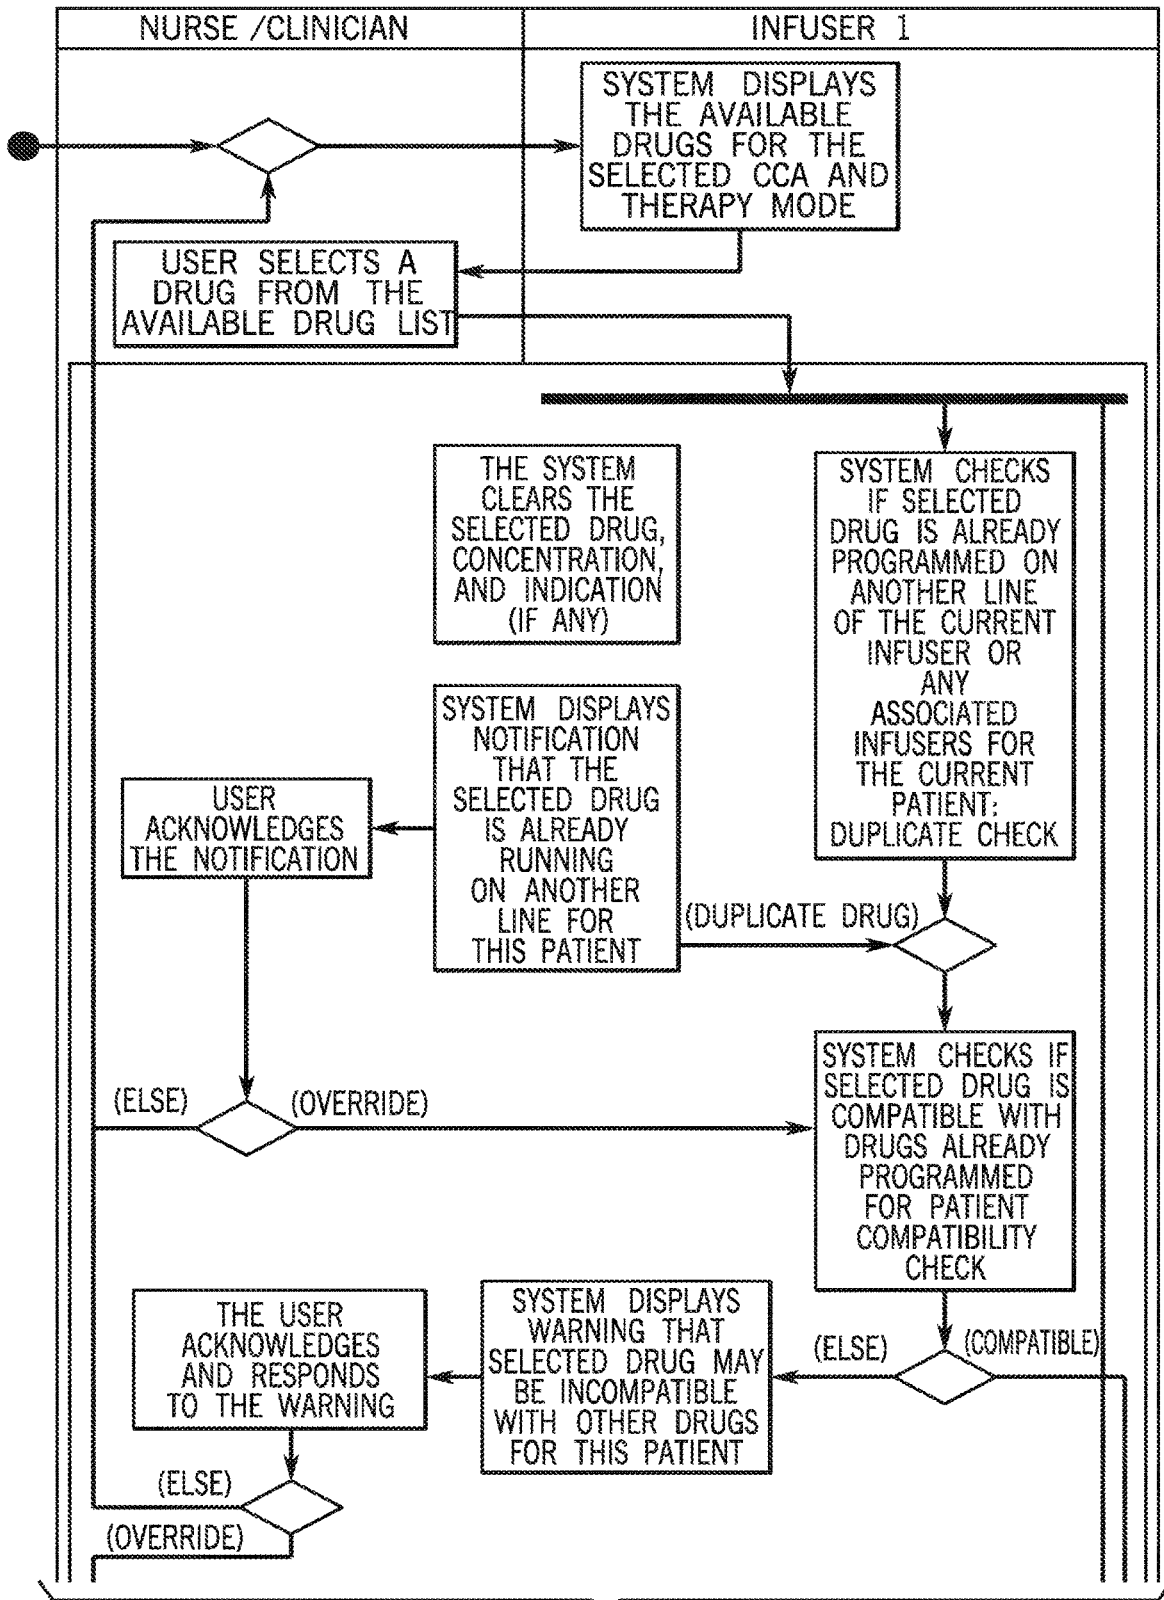 NURSE /CLINICIAN
INFUSER 1
SYSTEM DISPLAYS
THE AVAILABLE
DRUGS FOR THE
SELECTED CCA AND
THERAPY MODE
USER SELECTS A
DRUG FROM THE
AVAILABLE DRUG LIST
THE SYSTEM
CLEARS THE
SELECTED DRUG,
CONCENTRATION,
AND INDICATION
(IF ANY)
SYSTEM CHECKS
IF SELECTED
DRUG IS ALREADY
PROGRAMMED ON
ANOTHER LINE
OF THE CURRENT
INFUSER OR
ANY
ASSOCIATED
INFUSERS FOR
THE CURRENT
PATIENT:
DUPLICATE CHECK
SYSTEM DISPLAYS
NOTIFICATION
THAT THE
SELECTED DRUG
IS ALREADY
RUNNING
ON ANOTHER
LINE FOR
THIS PATIENT
USER
ACKNOWLEDGES
THE NOTIFICATION
(DUPLICATE DRUG)
(ELSE)
(OVERRIDE)
SYSTEM CHECKS IF
SELECTED DRUG IS
COMPATIBLE WITH
DRUGS ALREADY
PROGRAMMED
FOR PATIENT
COMPATIBILITY
CHECK
THE USER
ACKNOWLEDGES
AND RESPONDS
TO THE WARNING
SYSTEM DISPLAYS
WARNING THAT
SELECTED DRUG MAY
BE INCOMPATIBLE
WITH OTHER DRUGS
FOR THIS PATIENT
(ELSE)
(COMPATIBLE)
(ELSE)
(OVERRIDE)